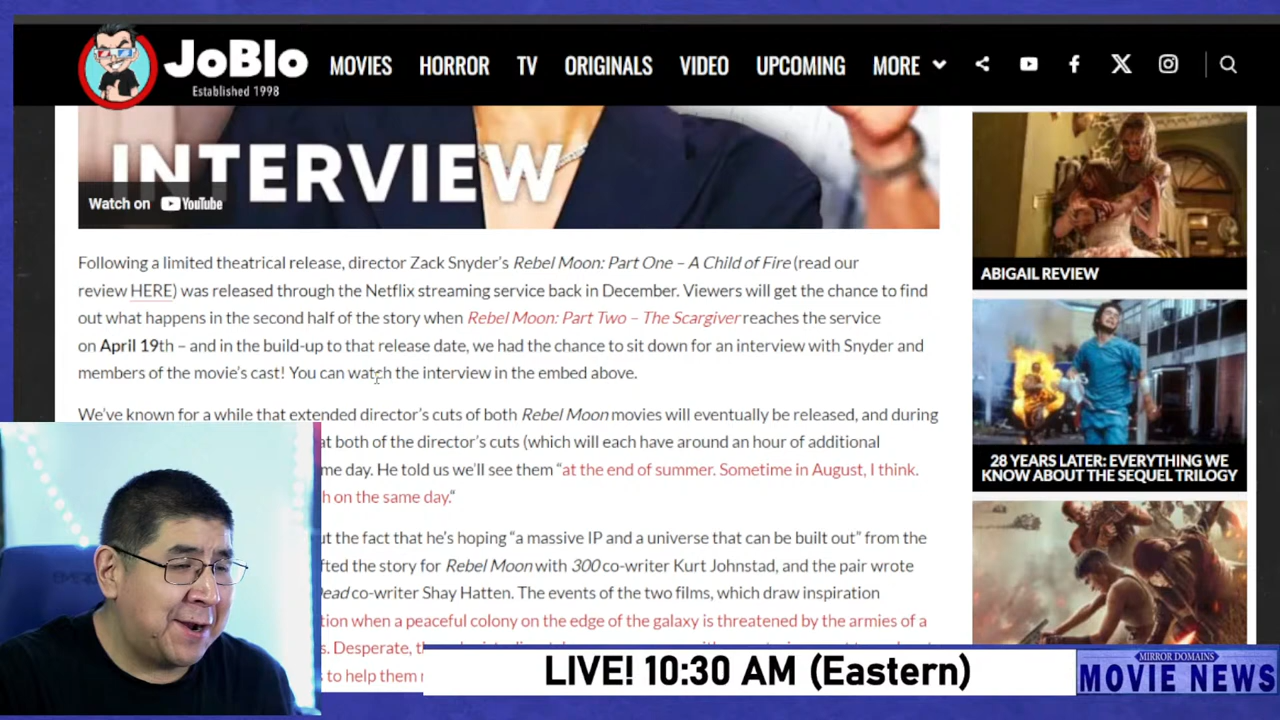 JoBlo
Established 1998
MOVIES HORROR TV ORIGINALS VIDEO UPCOMING MORE
INTERVIEW
Watch on YouTube
Following a limited theatrical release, director Zack Snyder's Rebel Moon: Part One – A Child of Fire (read our
review HERE) was released through the Netflix streaming service back in December. Viewers will get the chance to find
out what happens in the second half of the story when Rebel Moon: Part Two – The Scargiver reaches the service
on April 19th – and in the build-up to that release date, we had the chance to sit down for an interview with Snyder and
members of the movie's cast! You can watch the interview in the embed above.
We've known for a while that extended director's cuts of both Rebel Moon movies will eventually be released, and during
at both of the director's cuts (which will each have around an hour of additional
me day. He told us we'll see them "at the end of summer. Sometime in August, I think.
h on the same day."
ut the fact that he's hoping "a massive IP and a universe that can be built out" from the
fted the story for Rebel Moon with 300 co-writer Kurt Johnstad, and the pair wrote
ead co-writer Shay Hatten. The events of the two films, which draw inspiration
tion when a peaceful colony on the edge of the galaxy is threatened by the armies of a
s. Desperate,
to help them
ABIGAIL REVIEW
28 YEARS LATER: EVERYTHING WE
KNOW ABOUT THE SEQUEL TRILOGY
LIVE! 10:30 AM (Eastern)
MIRROR DOMAINS
MOVIE NEWS